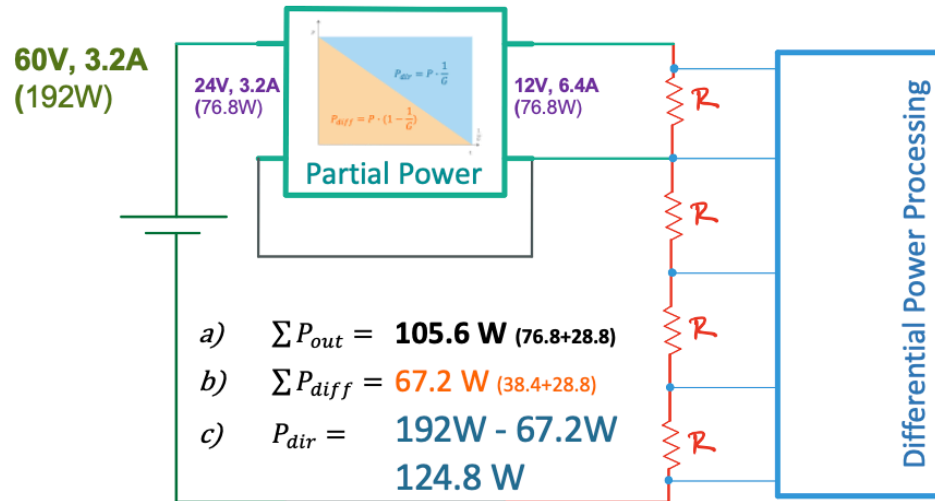 60V, 3.2A
(192W)
24V, 3.2A
(76.8W)
P_dir = P · 1/G
P_diff = P · (1 − 1/G)
Partial Power
12V, 6.4A
(76.8W)
R
R
R
R
Differential Power Processing
a) ∑P_out = 105.6 W (76.8+28.8)
b) ∑P_diff = 67.2 W (38.4+28.8)
c) P_dir = 192W - 67.2W
124.8 W